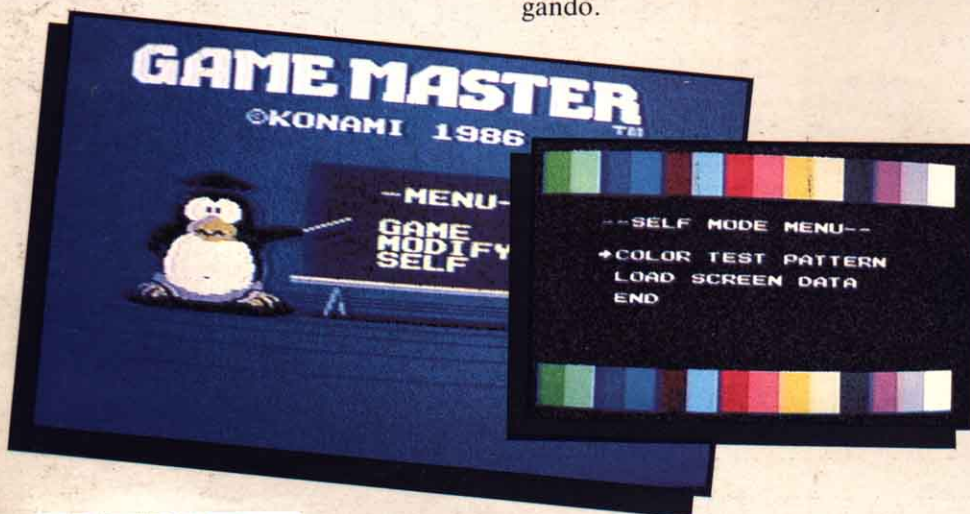 gando.
GAME MASTER
©KONAMI 1986 TM
--MENU-
GAME
MODIFY
SELF
--SELF MODE MENU--
→COLOR TEST PATTERN
LOAD SCREEN DATA
END